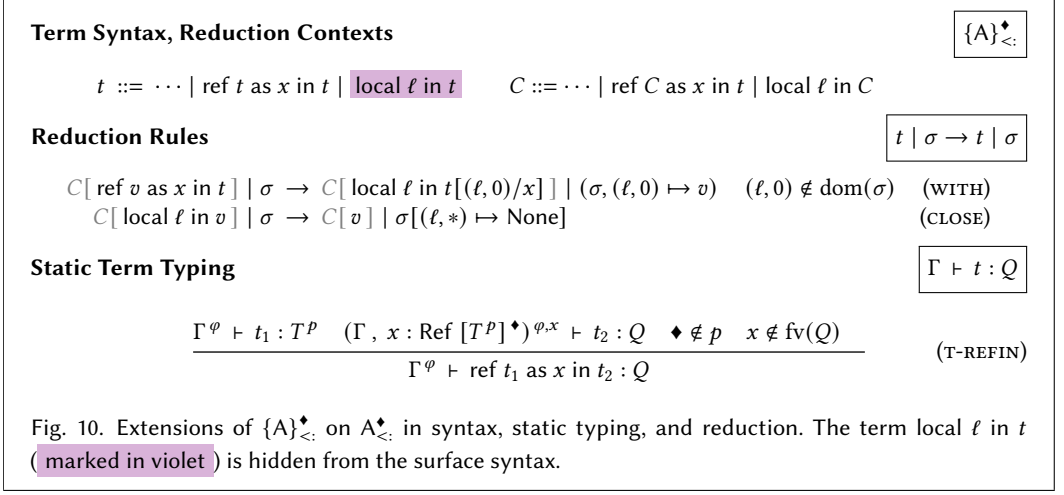 Term Syntax, Reduction Contexts {A}♦<:
t ::= ··· | ref t as x in t | local ℓ in t C ::= ··· | ref C as x in t | local ℓ in C
Reduction Rules t | σ → t | σ
C[ ref v as x in t ] | σ → C[ local ℓ in t[(ℓ, 0)/x] ] | (σ, (ℓ, 0) ↦ v) (ℓ, 0) ∉ dom(σ) (WITH)
C[ local ℓ in v ] | σ → C[ v ] | σ[(ℓ, *) ↦ None] (CLOSE)
Static Term Typing Γ ⊢ t : Q
Γ^φ ⊢ t₁ : T^p (Γ , x : Ref [T^p]^♦)^φ,x ⊢ t₂ : Q ♦ ∉ p x ∉ fv(Q)
(T-REFIN)
Γ^φ ⊢ ref t₁ as x in t₂ : Q
Fig. 10. Extensions of {A}♦<: on A♦<: in syntax, static typing, and reduction. The term local ℓ in t
( marked in violet ) is hidden from the surface syntax.